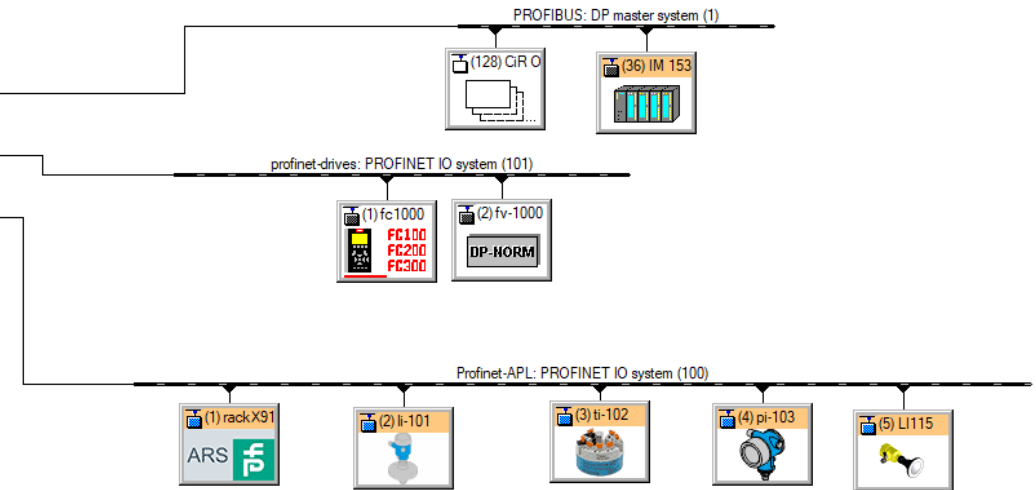 PROFIBUS: DP master system (1)
(128) CiR O
(36) IM 153
profinet-drives: PROFINET IO system (101)
(1) fc1000
FC100
FC200
FC300
(2) fv-1000
DP-NORM
Profinet-APL: PROFINET IO system (100)
(1) rackX91
ARS
(2) li-101
(3) ti-102
(4) pi-103
(5) LI115